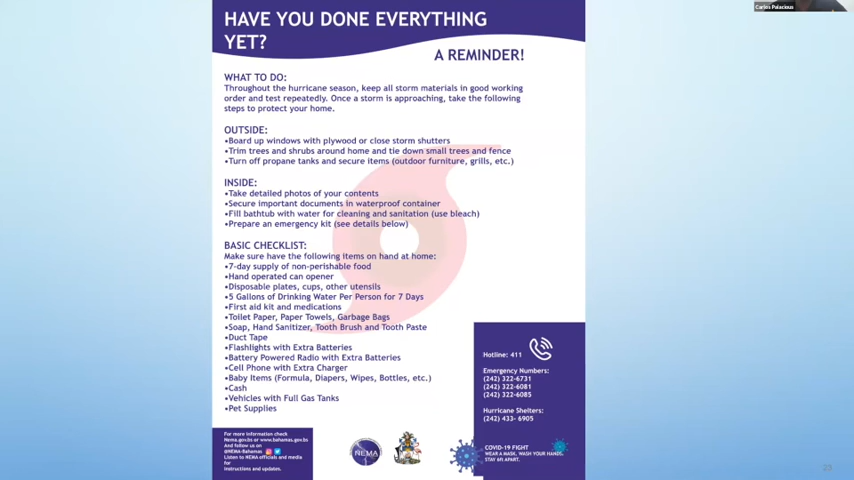 Carlos Palacious
HAVE YOU DONE EVERYTHING
YET?
A REMINDER!
WHAT TO DO:
Throughout the hurricane season, keep all storm materials in good working
order and test repeatedly. Once a storm is approaching, take the following
steps to protect your home.
OUTSIDE:
•Board up windows with plywood or close storm shutters
•Trim trees and shrubs around home and tie down small trees and fence
•Turn off propane tanks and secure items (outdoor furniture, grills, etc.)
INSIDE:
•Take detailed photos of your contents
•Secure important documents in waterproof container
•Fill bathtub with water for cleaning and sanitation (use bleach)
•Prepare an emergency kit (see details below)
BASIC CHECKLIST:
Make sure have the following items on hand at home:
•7-day supply of non-perishable food
•Hand operated can opener
•Disposable plates, cups, other utensils
•5 Gallons of Drinking Water Per Person for 7 Days
•First aid kit and medications
•Toilet Paper, Paper Towels, Garbage Bags
•Soap, Hand Sanitizer, Tooth Brush and Tooth Paste
•Duct Tape
•Flashlights with Extra Batteries
•Battery Powered Radio with Extra Batteries
•Cell Phone with Extra Charger
•Baby Items (Formula, Diapers, Wipes, Bottles, etc.)
•Cash
•Vehicles with Full Gas Tanks
•Pet Supplies
Hotline: 411
Emergency Numbers:
(242) 322-6731
(242) 322-6081
(242) 322-6085
Hurricane Shelters:
(242) 433- 6905
COVID-19 FIGHT
WEAR A MASK, WASH YOUR HANDS,
STAY 6ft APART.
For more information check
Nema.gov.bs or www.bahamas.gov.bs
And follow us on
@NEMA-Bahamas
Listen to NEMA officials and media
for
instructions and updates.
NEMA
23